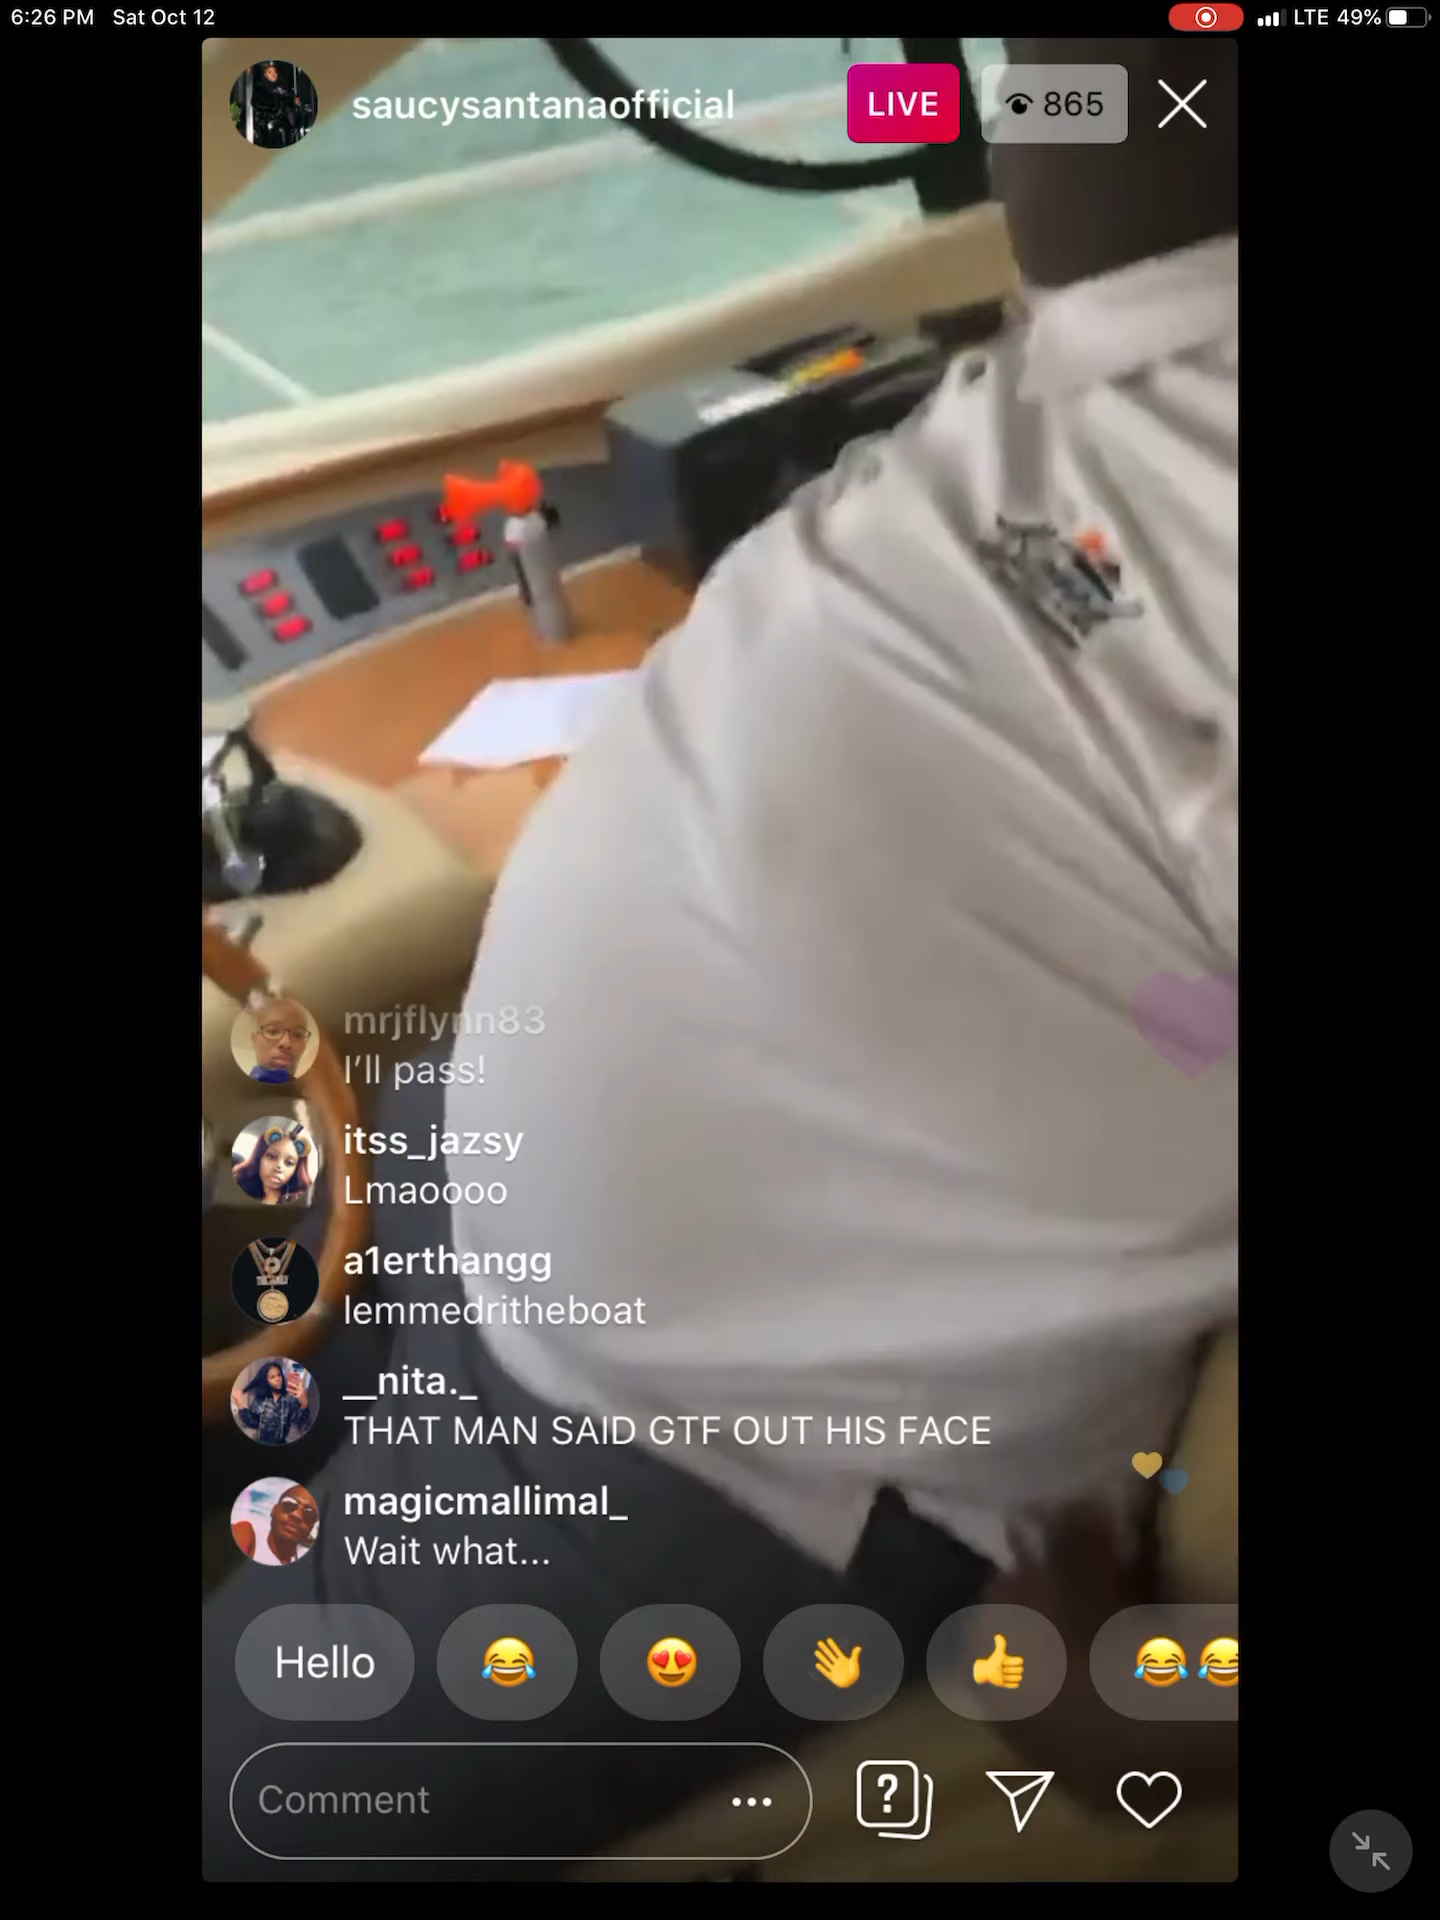 6:26 PM Sat Oct 12
LTE 49%
saucysantanaofficial
LIVE
865
mrjflynn83
I'll pass!
itss_jazsy
Lmaoooo
a1erthangg
lemmedritheboat
__nita._
THAT MAN SAID GTF OUT HIS FACE
magicmallimal_
Wait what...
Hello
Comment